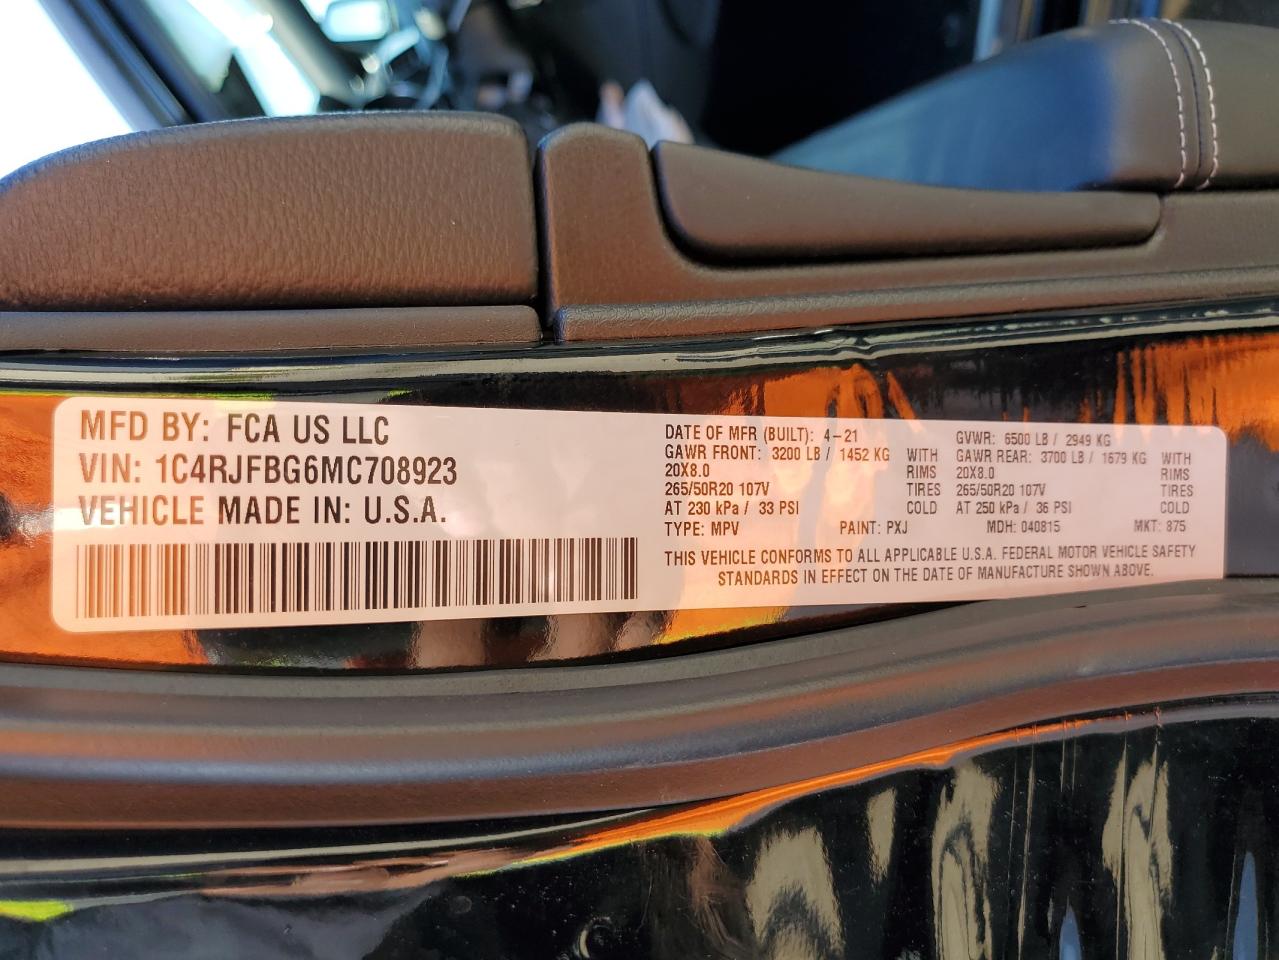 MFD BY: FCA US LLC
VIN: 1C4RJFBG6MC708923
VEHICLE MADE IN: U.S.A.
DATE OF MFR (BUILT): 4-21 GVWR: 6500 LB / 2949 KG
GAWR FRONT: 3200 LB / 1452 KG WITH GAWR REAR: 3700 LB / 1679 KG WITH
20X8.0 RIMS 20X8.0 RIMS
265/50R20 107V TIRES 265/50R20 107V TIRES
AT 230 kPa / 33 PSI COLD AT 250 kPa / 36 PSI COLD
TYPE: MPV PAINT: PXJ MDH: 040815 MKT: 875
THIS VEHICLE CONFORMS TO ALL APPLICABLE U.S.A. FEDERAL MOTOR VEHICLE SAFETY
STANDARDS IN EFFECT ON THE DATE OF MANUFACTURE SHOWN ABOVE.